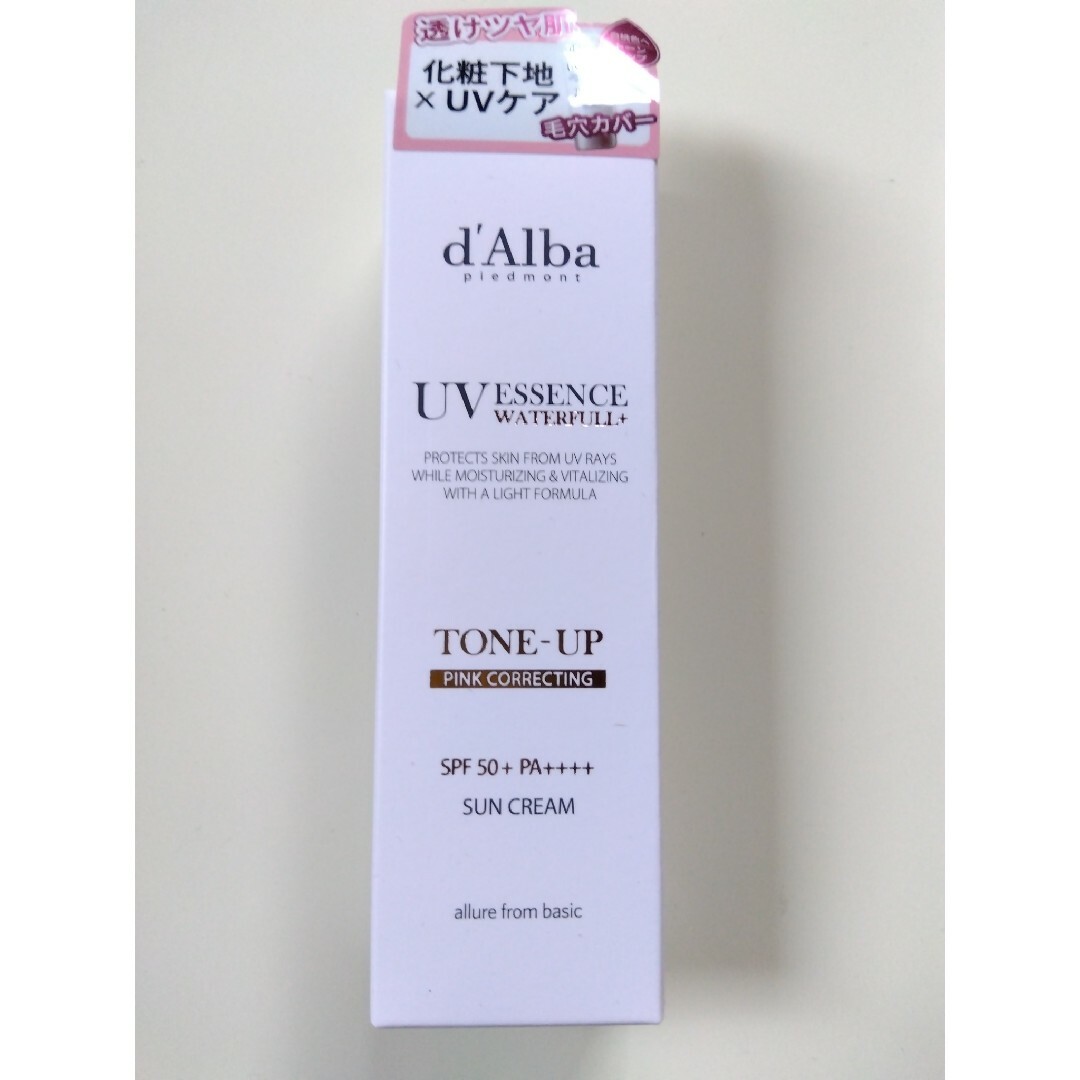 透けツヤ肌
化粧下地
× UVケア
毛穴カバー
d'Alba
piedmont
UV ESSENCE
WATERFULL+
PROTECTS SKIN FROM UV RAYS
WHILE MOISTURIZING & VITALIZING
WITH A LIGHT FORMULA
TONE-UP
PINK CORRECTING
SPF 50+ PA++++
SUN CREAM
allure from basic